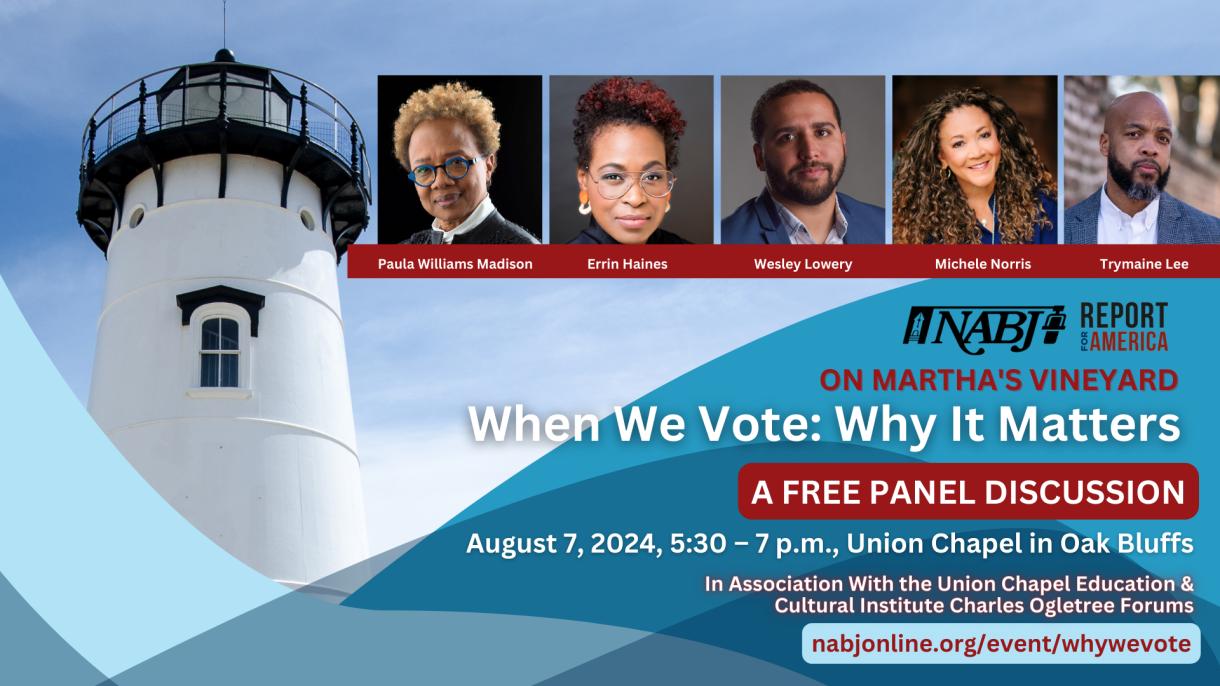 Paula Williams Madison
Errin Haines
Wesley Lowery
Michele Norris
Trymaine Lee
NABJ
REPORT
FOR AMERICA
ON MARTHA'S VINEYARD
When We Vote: Why It Matters
A FREE PANEL DISCUSSION
August 7, 2024, 5:30 – 7 p.m., Union Chapel in Oak Bluffs
In Association With the Union Chapel Education &
Cultural Institute Charles Ogletree Forums
nabjonline.org/event/whywevote